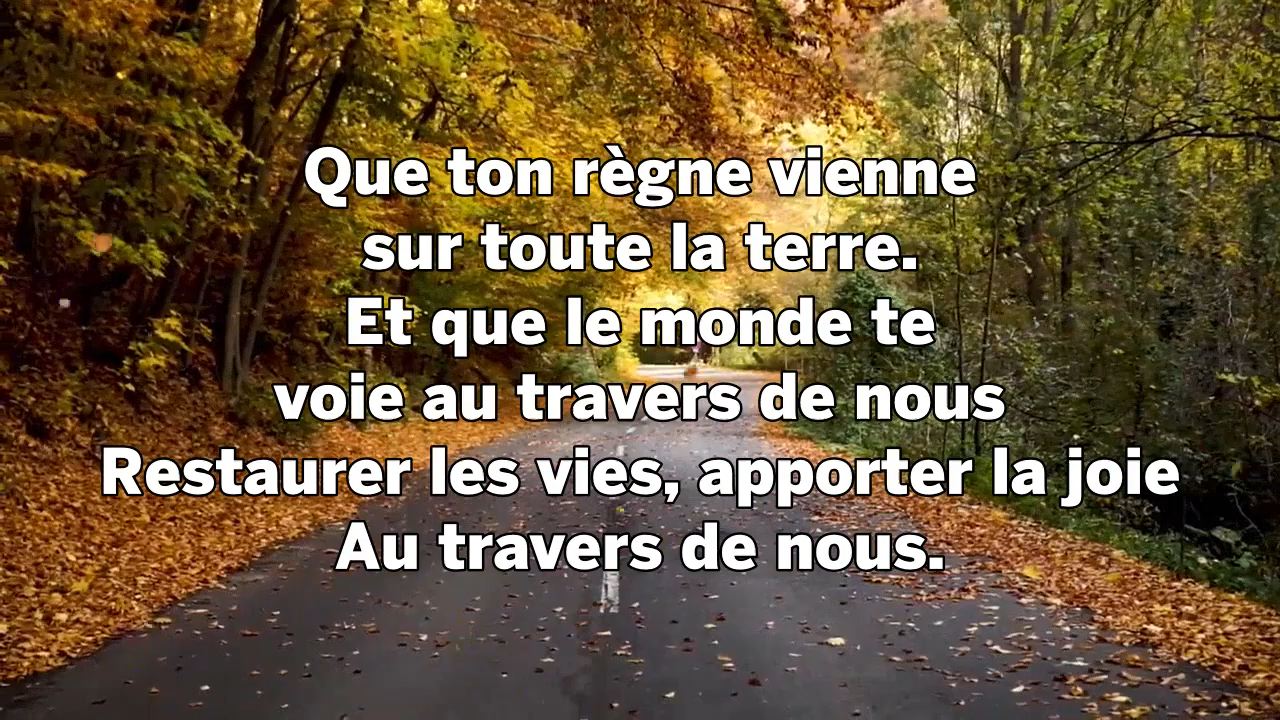 Que ton règne vienne
sur toute la terre.
Et que le monde te
voie au travers de nous
Restaurer les vies, apporter la joie
Au travers de nous.